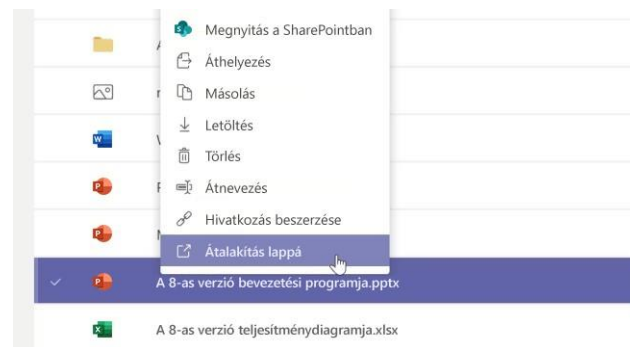 Megnyitás a SharePointban
Áthelyezés
Másolás
Letöltés
Törlés
Átnevezés
Hivatkozás beszerzése
Átalakítás lappá
A 8-as verzió bevezetési programja.pptx
A 8-as verzió teljesítménydiagramja.xlsx